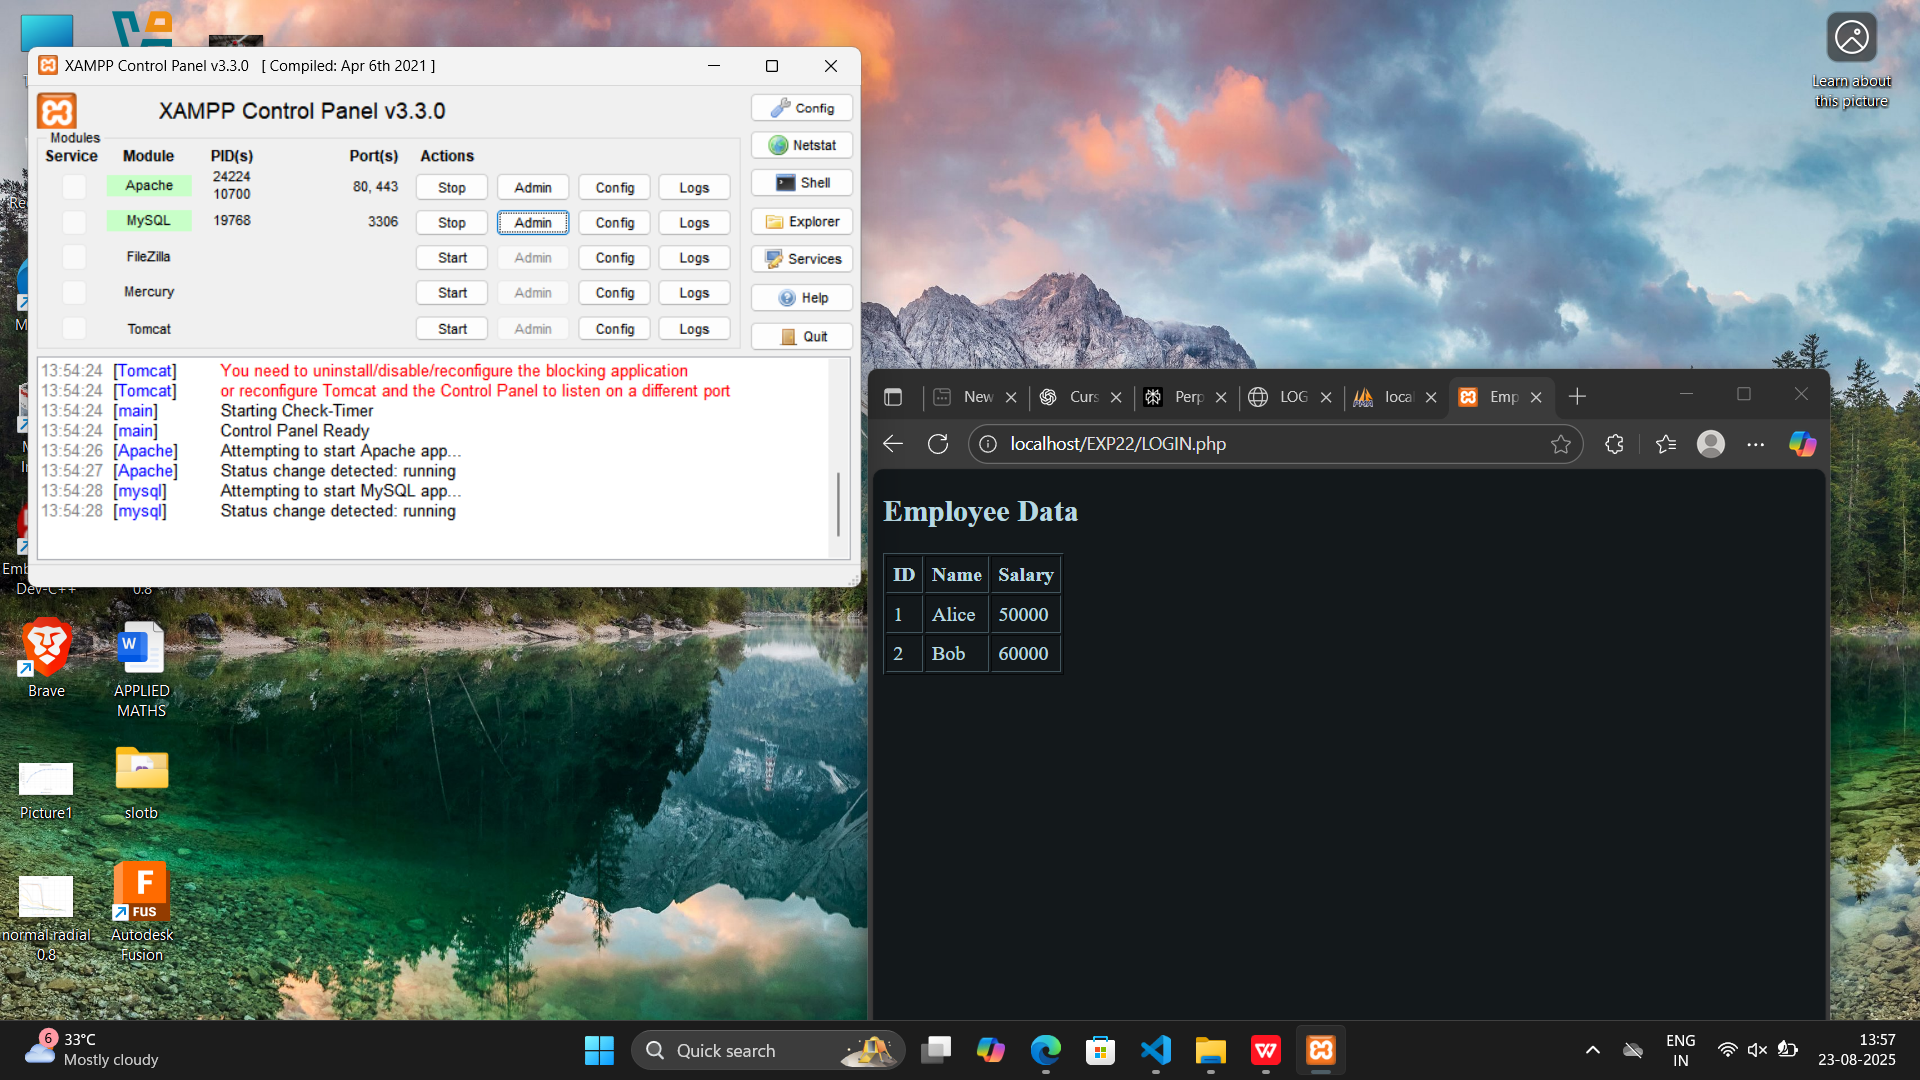 XAMPP Control Panel v3.3.0 [ Compiled: Apr 6th 2021 ]
XAMPP Control Panel v3.3.0
Modules
Service Module PID(s) Port(s) Actions
Apache 24224 10700 80, 443 Stop Admin Config Logs
MySQL 19768 3306 Stop Admin Config Logs
FileZilla Start Admin Config Logs
Mercury Start Admin Config Logs
Tomcat Start Admin Config Logs
Config
Netstat
Shell
Explorer
Services
Help
Quit
13:54:24 [Tomcat] You need to uninstall/disable/reconfigure the blocking application
13:54:24 [Tomcat] or reconfigure Tomcat and the Control Panel to listen on a different port
13:54:24 [main] Starting Check-Timer
13:54:24 [main] Control Panel Ready
13:54:26 [Apache] Attempting to start Apache app...
13:54:27 [Apache] Status change detected: running
13:54:28 [mysql] Attempting to start MySQL app...
13:54:28 [mysql] Status change detected: running
Learn about
this picture
New Curs Perp LOG local Emp
localhost/EXP22/LOGIN.php
Employee Data
ID Name Salary
1 Alice 50000
2 Bob 60000
Dev-C++
0.8
Brave
W
APPLIED
MATHS
Picture1
slotb
F
FUS
normal radial
0.8
Autodesk
Fusion
6
33°C
Mostly cloudy
Quick search
ENG
IN
13:57
23-08-2025